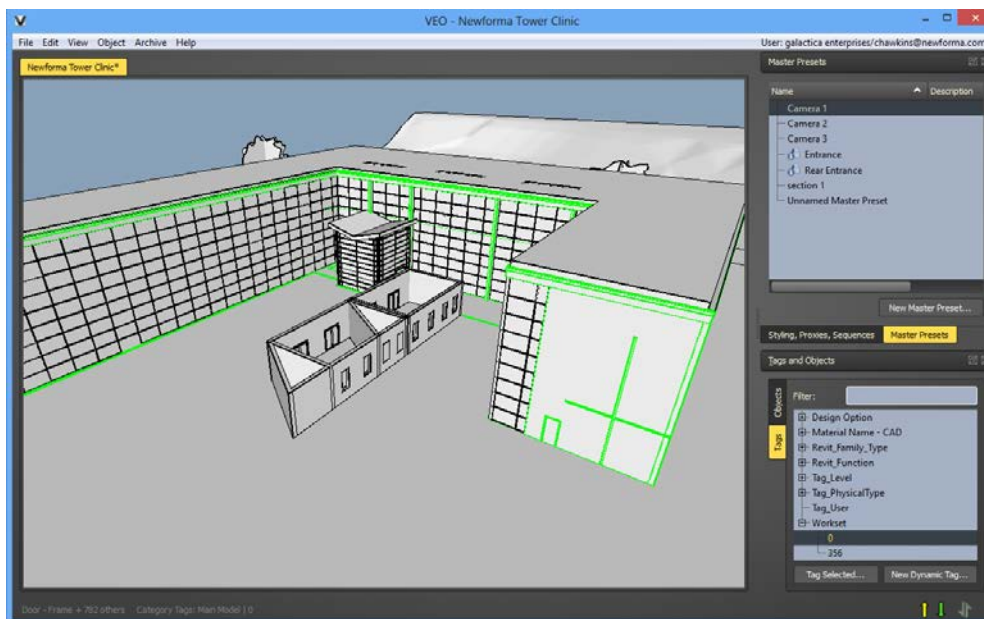 VEO - Newforma Tower Clinic
File Edit View Object Archive Help
User: galactica enterprises/chawkins@newforma.com
Newforma Tower Clinic*
Master Presets
Name Description
Camera 1
Camera 2
Camera 3
Entrance
Rear Entrance
section 1
Unnamed Master Preset
New Master Preset...
Styling, Proxies, Sequences Master Presets
Tags and Objects
Objects
Tags
Filter:
Design Option
Material Name - CAD
Revit_Family_Type
Revit_Function
Tag_Level
Tag_PhysicalType
Tag_User
Workset
0
356
Tag Selected... New Dynamic Tag...
Door - Frame + 782 others Category Tags: Main Model | 0